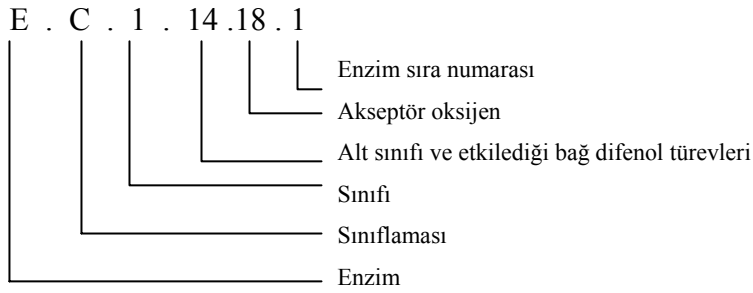 E . C . 1 . 14 .18 . 1
Enzim sıra numarası
Akseptör oksijen
Alt sınıfı ve etkilediği bağ difenol türevleri
Sınıfı
Sınıflaması
Enzim